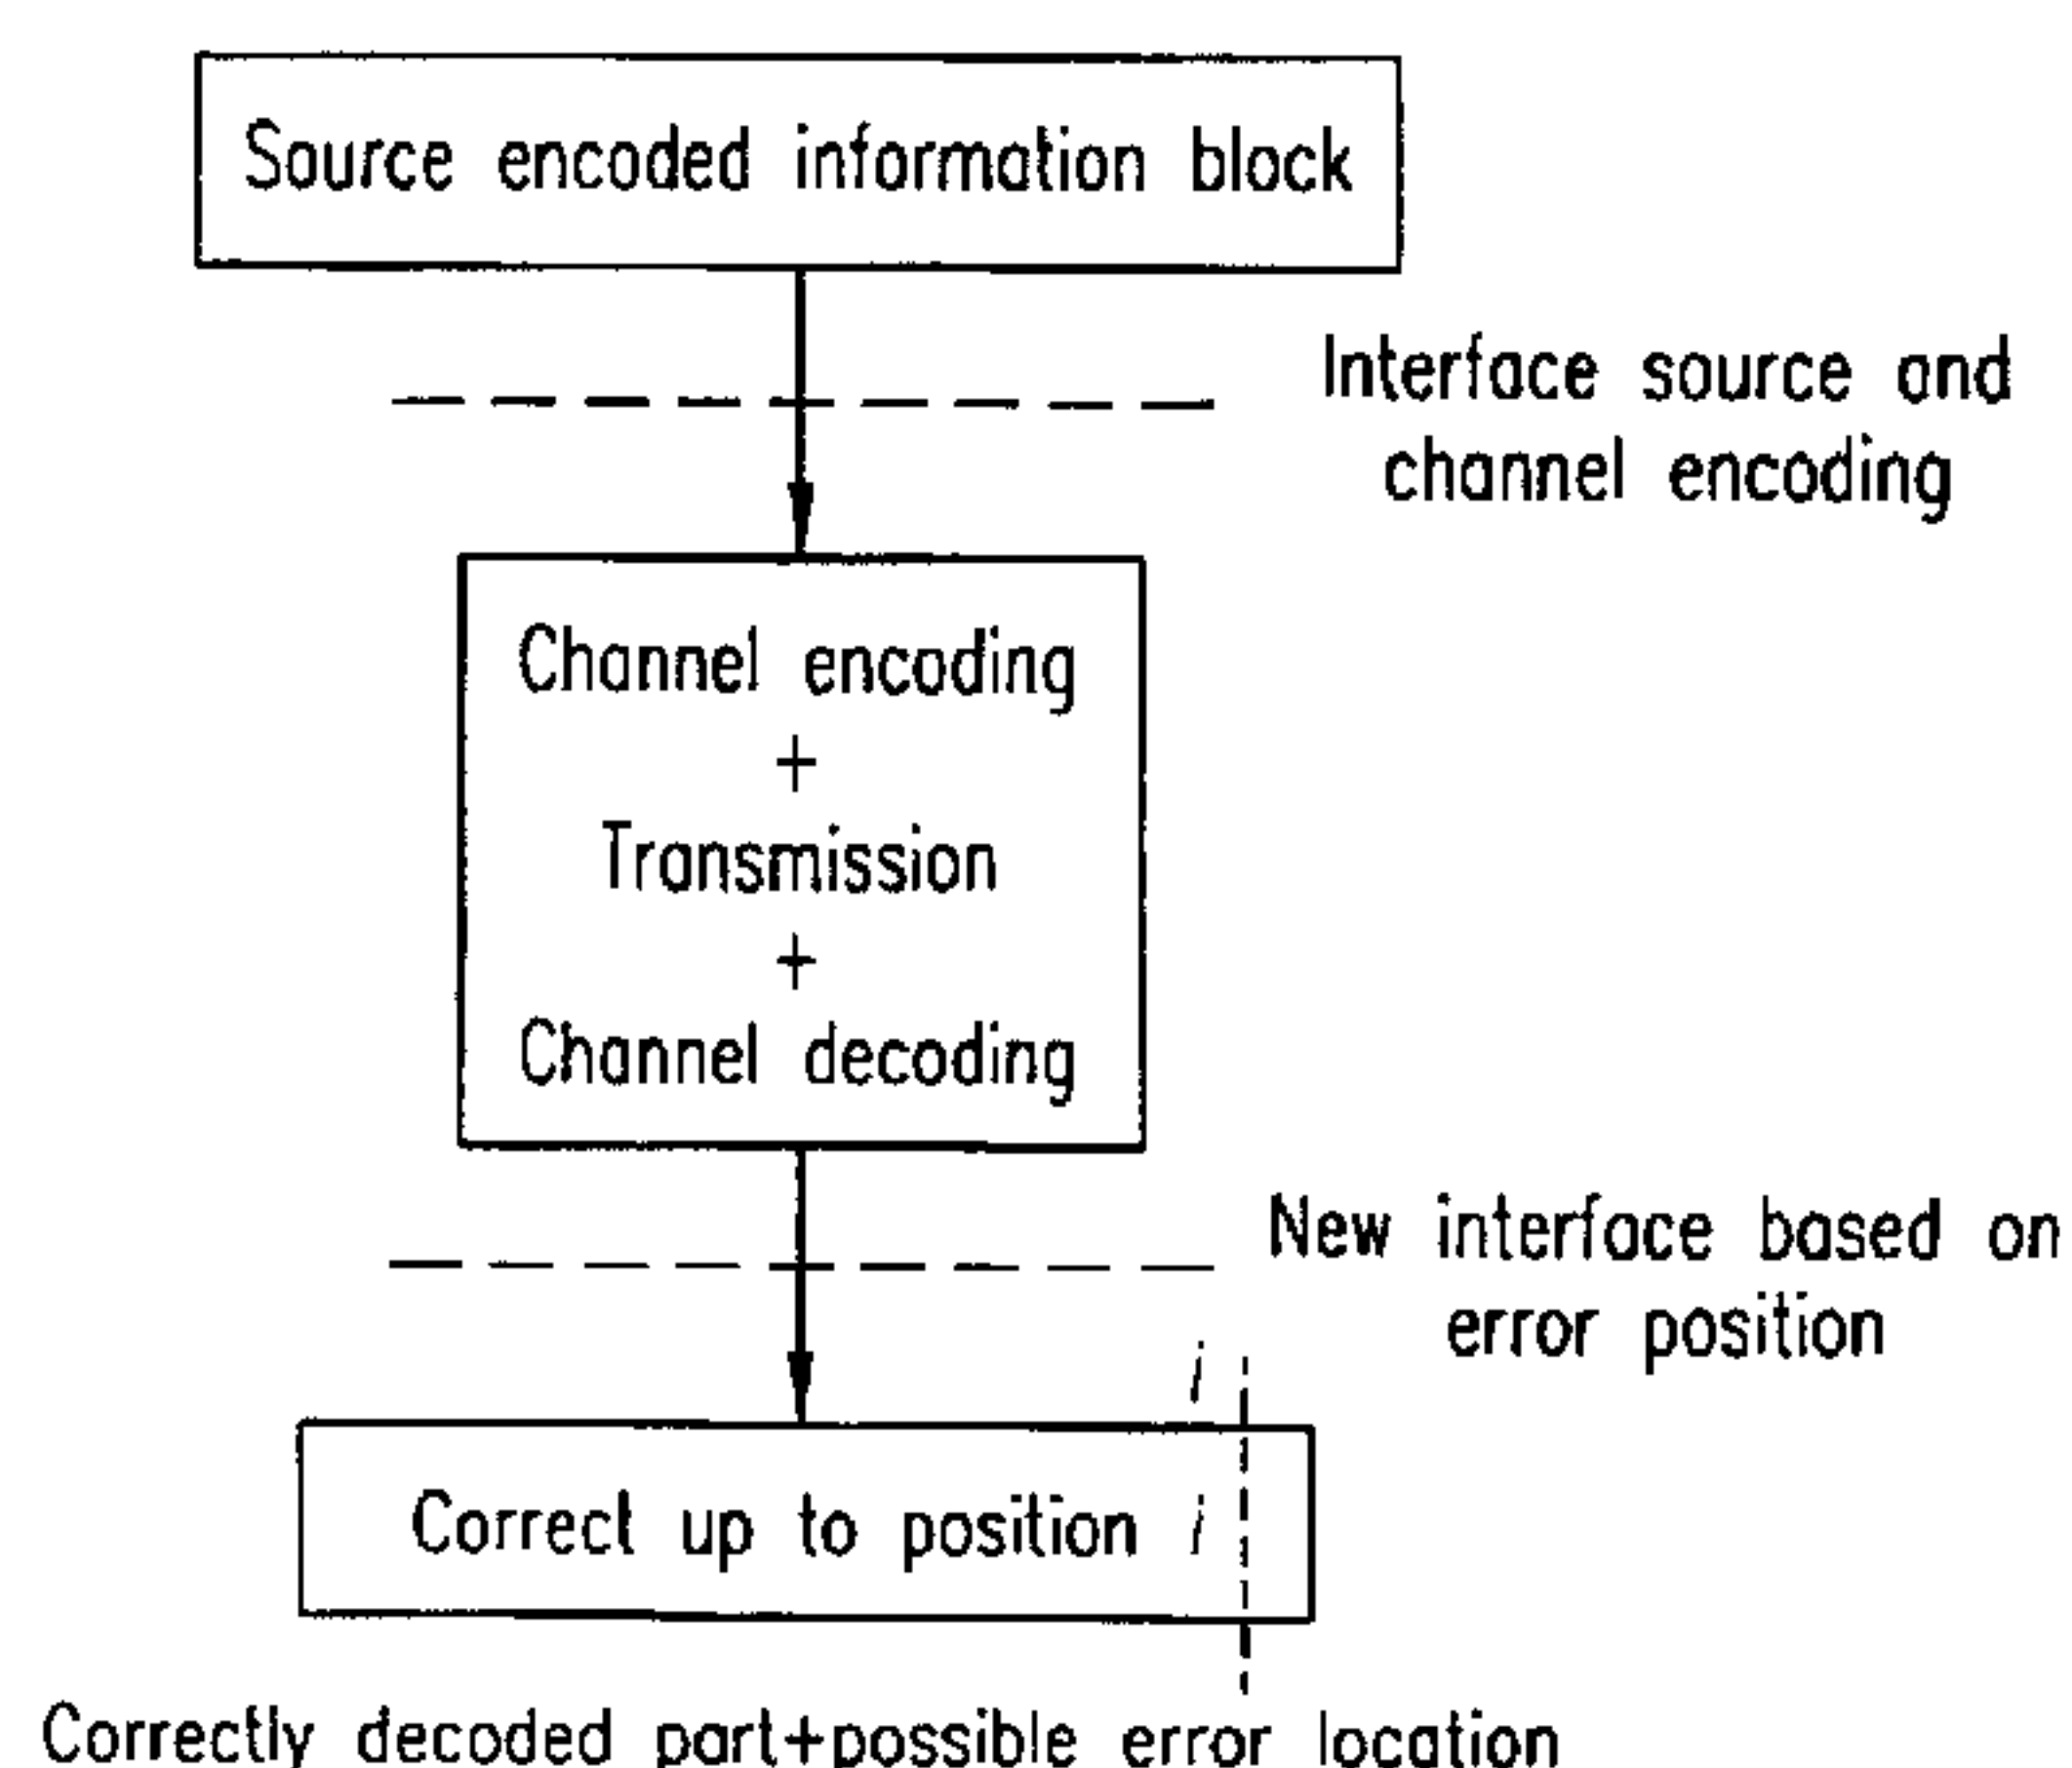 Source encoded information block
Interface source and
channel encoding
Channel encoding
+
Transmission
+
Channel decoding
New interface based on
error position
i
Correct up to position i
Correctly decoded part+possible error location